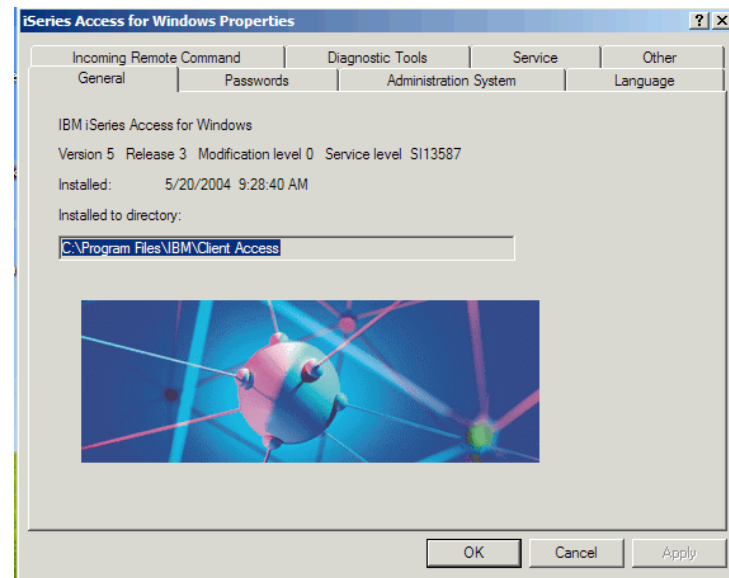 iSeries Access for Windows Properties
Incoming Remote Command Diagnostic Tools Service Other
General Passwords Administration System Language
IBM iSeries Access for Windows
Version 5 Release 3 Modification level 0 Service level SI13587
Installed: 5/20/2004 9:28:40 AM
Installed to directory:
C:\Program Files\IBM\Client Access
OK Cancel Apply